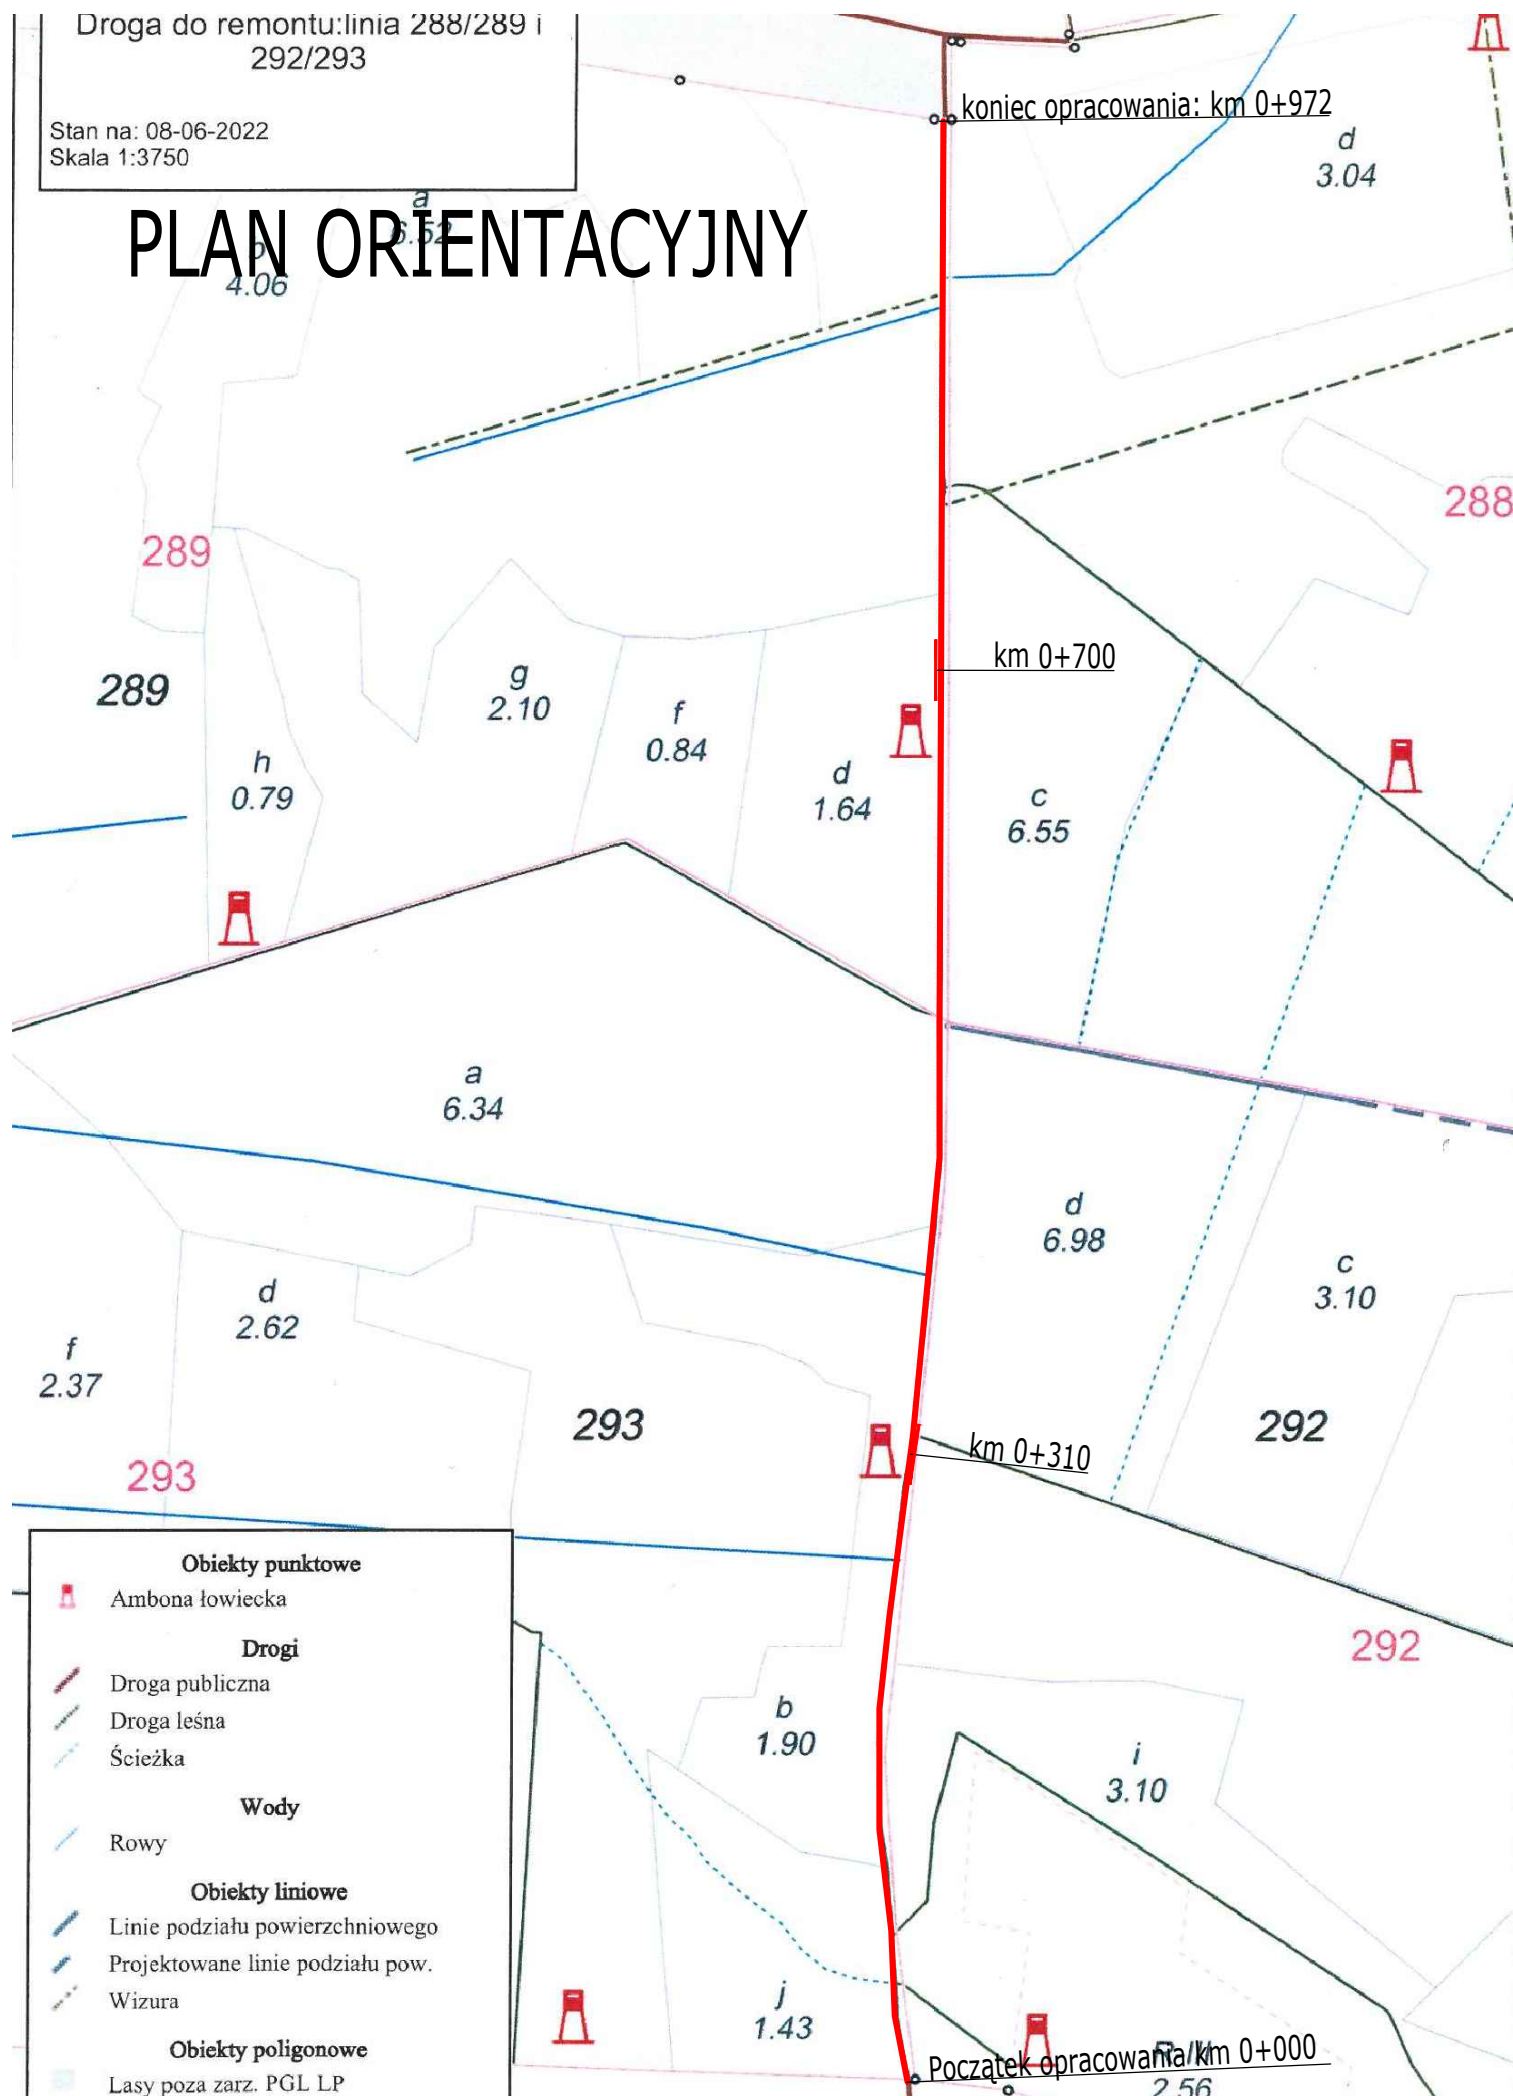 Droga do remontu:linia 288/289 i
292/293
Stan na: 08-06-2022
Skala 1:3750
koniec opracowania: km 0+972
d
3.04
a
6.52
PLAN ORIENTACYJNY
b
4.06
288
289
km 0+700
289
g
2.10
f
0.84
h
0.79
d
1.64
c
6.55
a
6.34
d
6.98
c
3.10
d
2.62
f
2.37
293
292
km 0+310
293
292
Obiekty punktowe
Ambona łowiecka
Drogi
Droga publiczna
Droga leśna
Ścieżka
Wody
Rowy
Obiekty liniowe
Linie podziału powierzchniowego
Projektowane linie podziału pow.
Wizura
Obiekty poligonowe
Lasy poza zarz. PGL LP
b
1.90
i
3.10
j
1.43
Początek opracowania km 0+000
2.56